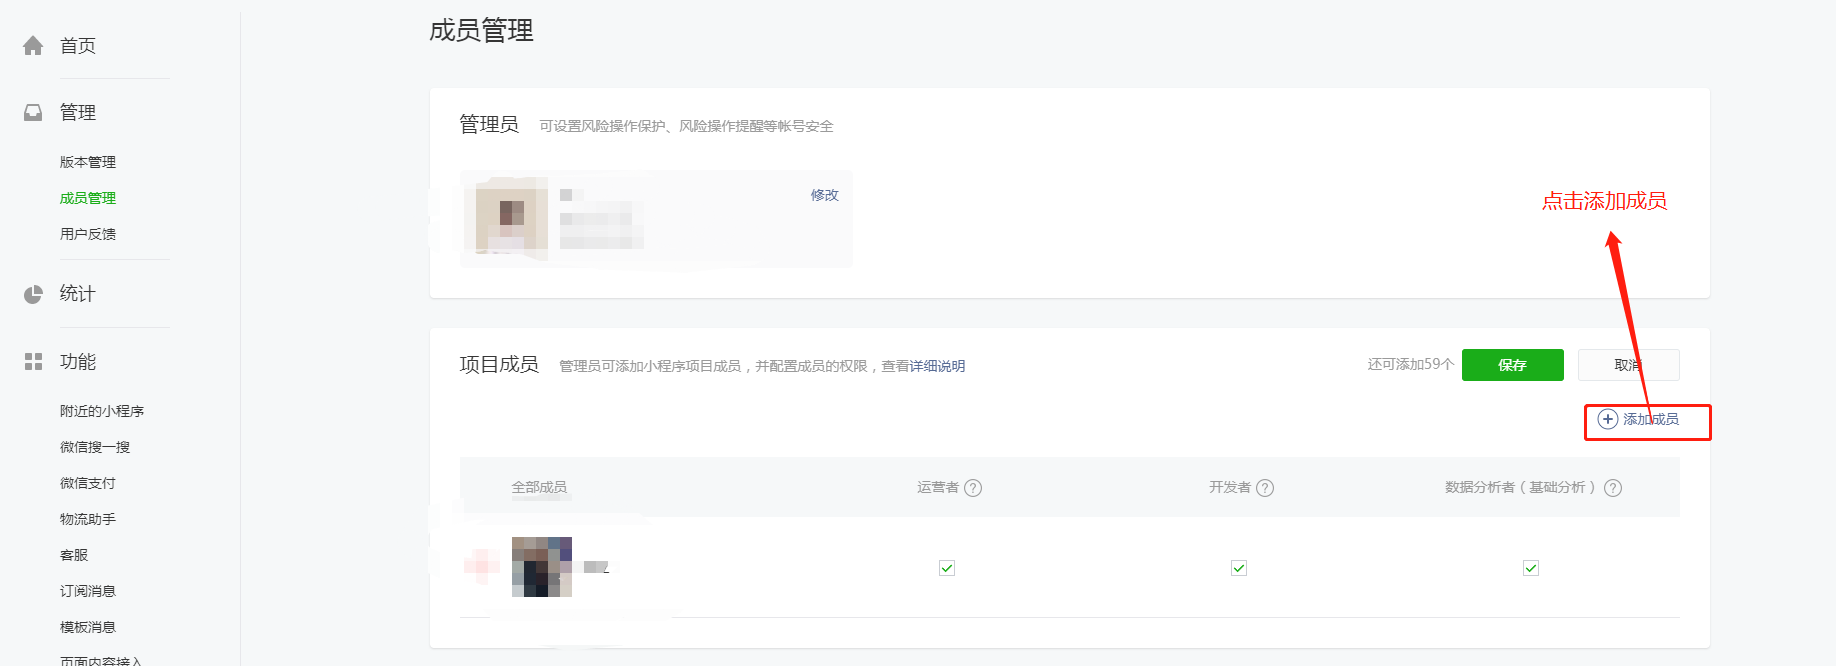 首页
管理
版本管理
成员管理
用户反馈
统计
功能
附近的小程序
微信搜一搜
微信支付
物流助手
客服
订阅消息
模板消息
页面内容接入
成员管理
管理员 可设置风险操作保护、风险操作提醒等帐号安全
修改
点击添加成员
项目成员 管理员可添加小程序项目成员，并配置成员的权限，查看详细说明
还可添加59个 保存 取消
添加成员
全部成员 运营者 ? 开发者 ? 数据分析者（基础分析） ?